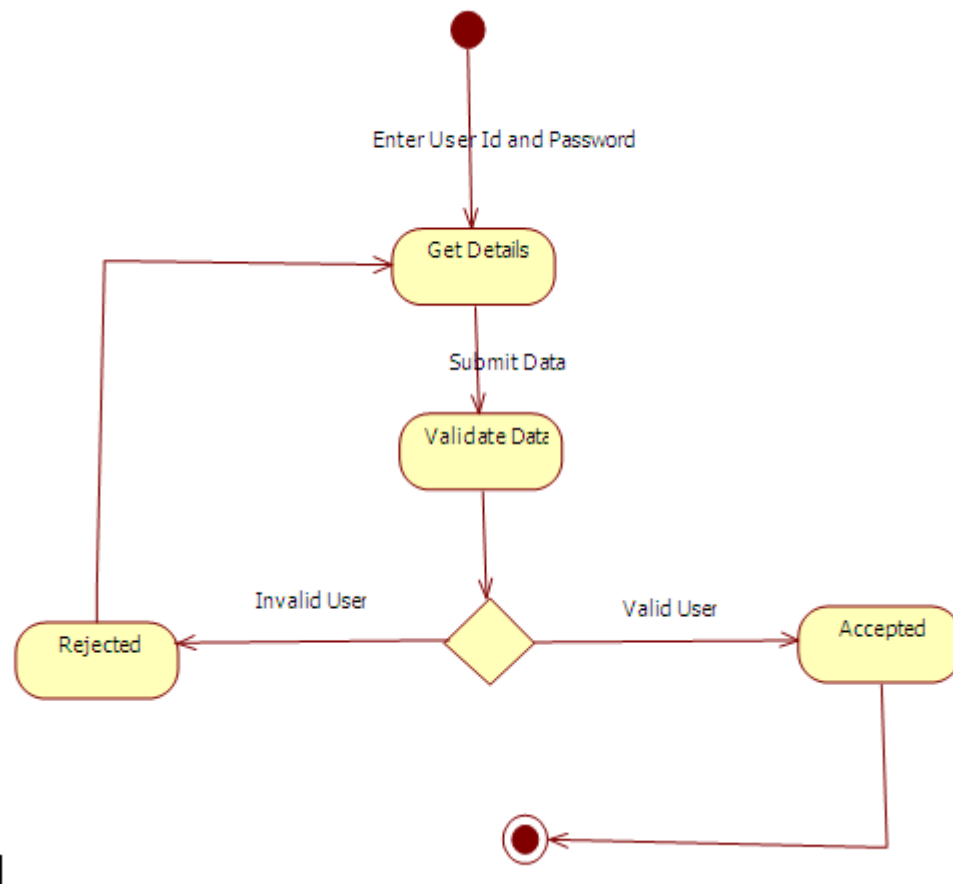 Enter User Id and Password
Get Details
Submit Data
Validate Data
Invalid User
Valid User
Rejected
Accepted